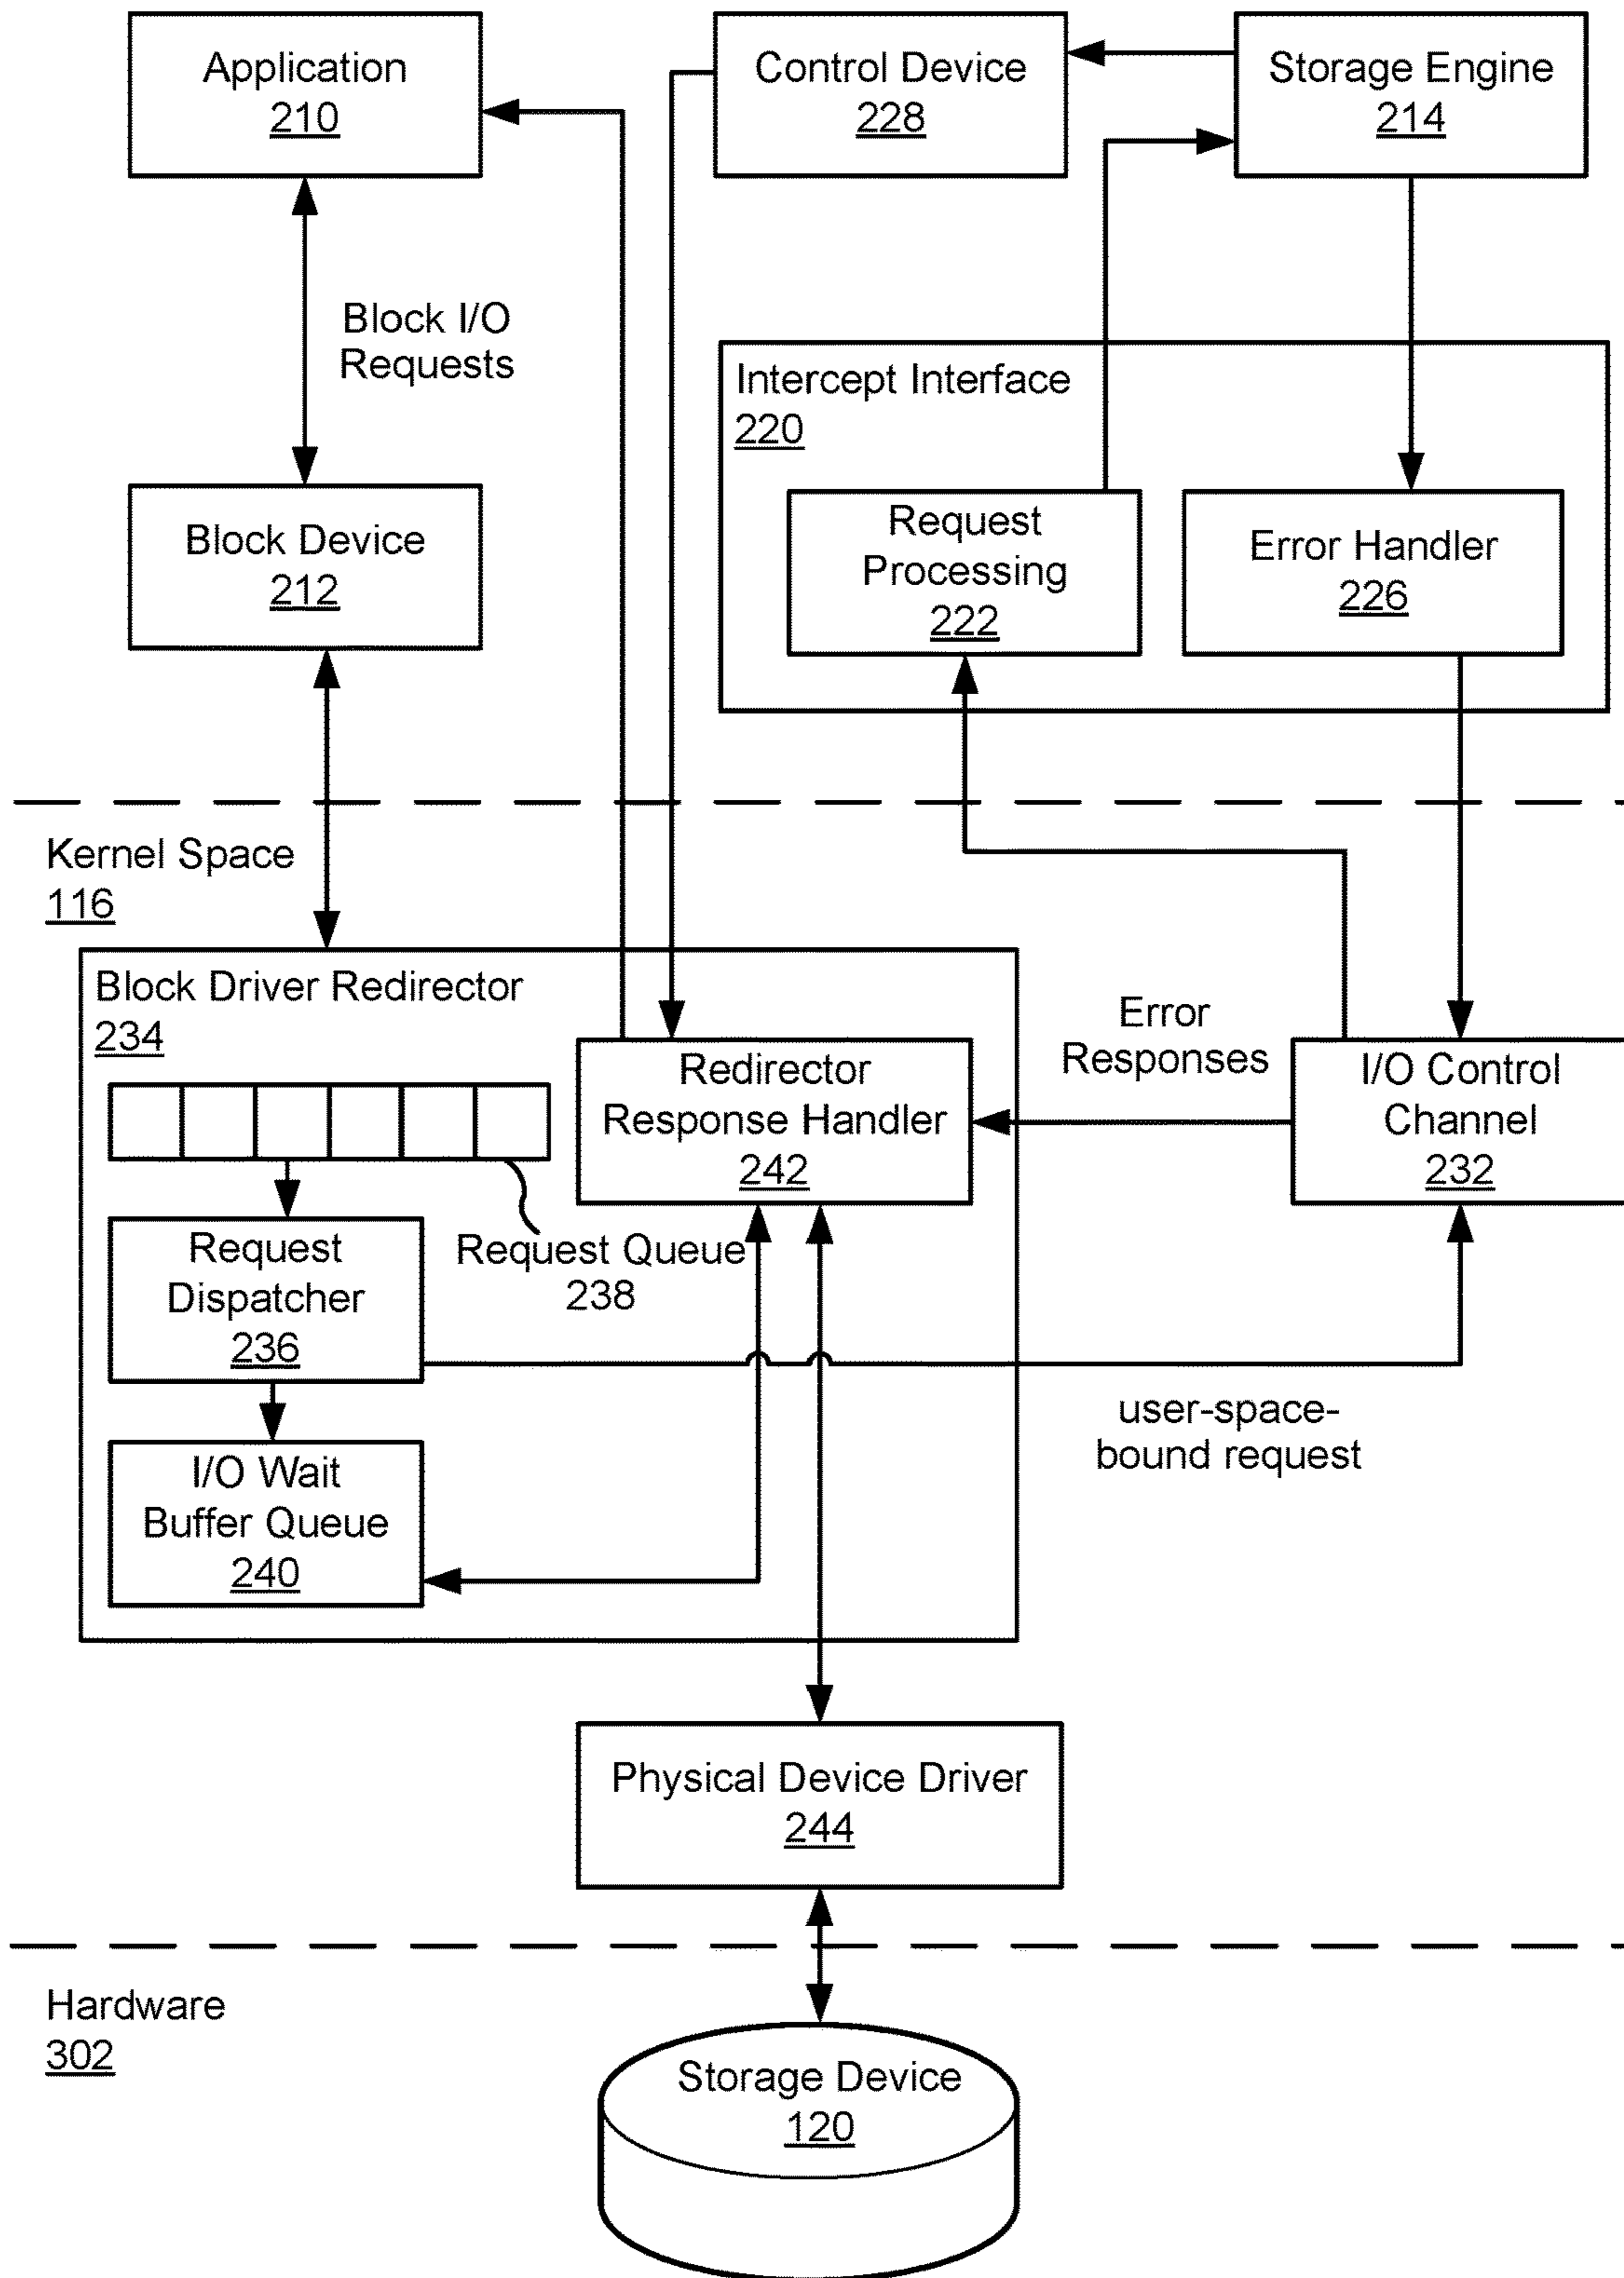 Application
210
Control Device
228
Storage Engine
214
Block I/O
Requests
Intercept Interface
220
Block Device
212
Request
Processing
222
Error Handler
226
Kernel Space
116
Block Driver Redirector
234
Redirector
Response Handler
242
Error
Responses
I/O Control
Channel
232
Request Queue
238
Request
Dispatcher
236
user-space-
bound request
I/O Wait
Buffer Queue
240
Physical Device Driver
244
Hardware
302
Storage Device
120